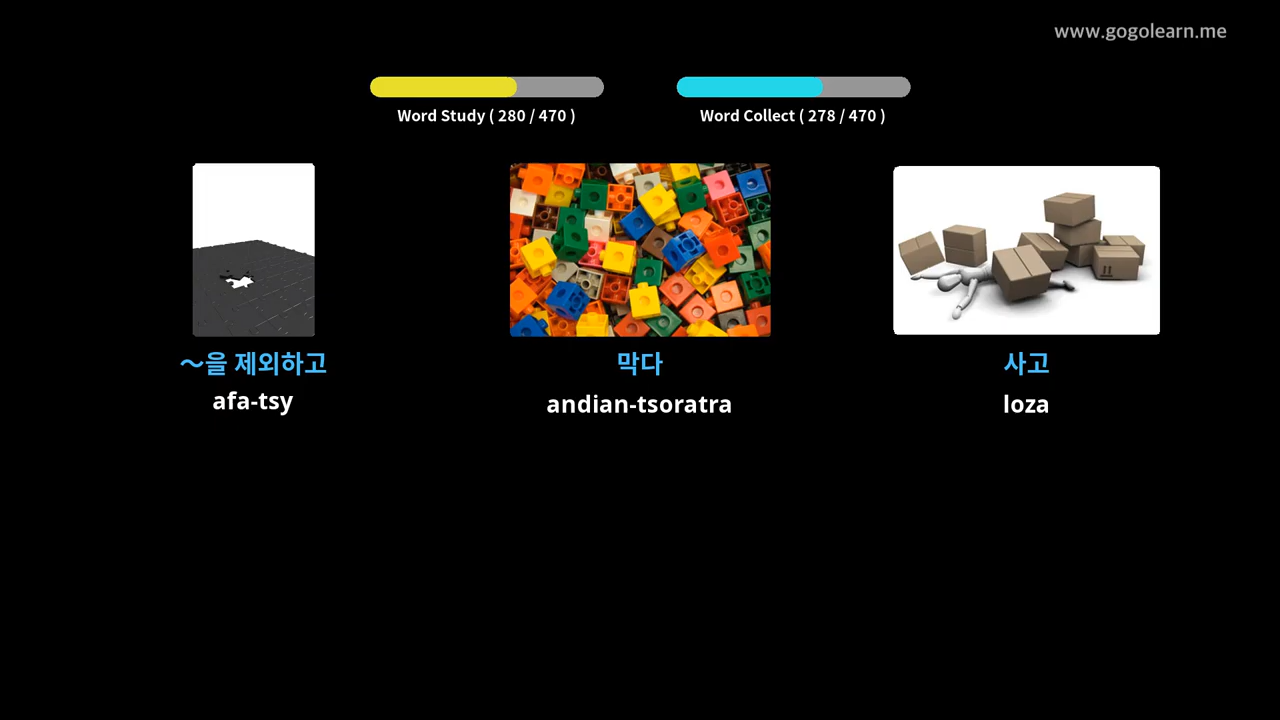 www.gogolearn.me
Word Study ( 280 / 470 )
Word Collect ( 278 / 470 )
～을 제외하고
afa-tsy
막다
andian-tsoratra
사고
loza